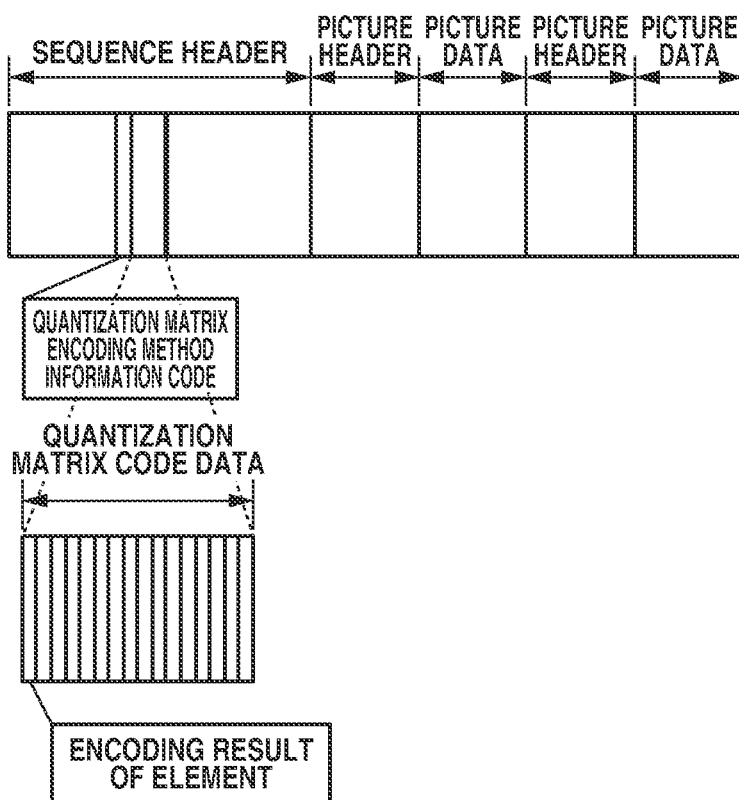 SEQUENCE HEADER
PICTURE HEADER
PICTURE DATA
PICTURE HEADER
PICTURE DATA
QUANTIZATION MATRIX
ENCODING METHOD
INFORMATION CODE
QUANTIZATION
MATRIX CODE DATA
ENCODING RESULT
OF ELEMENT